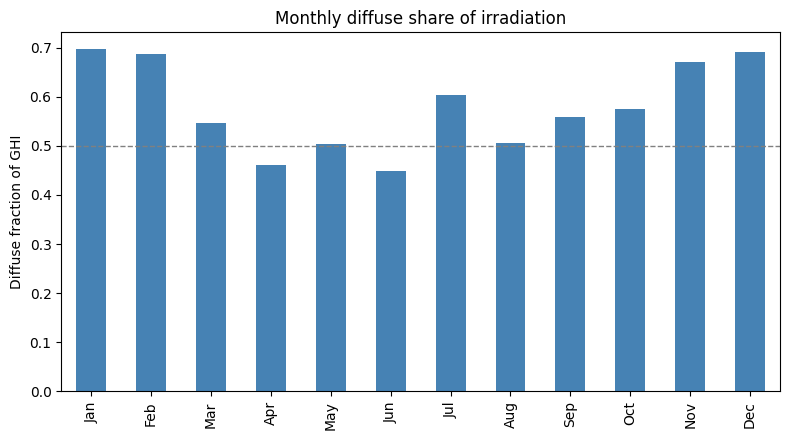 Monthly diffuse share of irradiation
Diffuse fraction of GHI
0.7
0.6
0.5
0.4
0.3
0.2
0.1
0.0
Jan
Feb
Mar
Apr
May
Jun
Jul
Aug
Sep
Oct
Nov
Dec